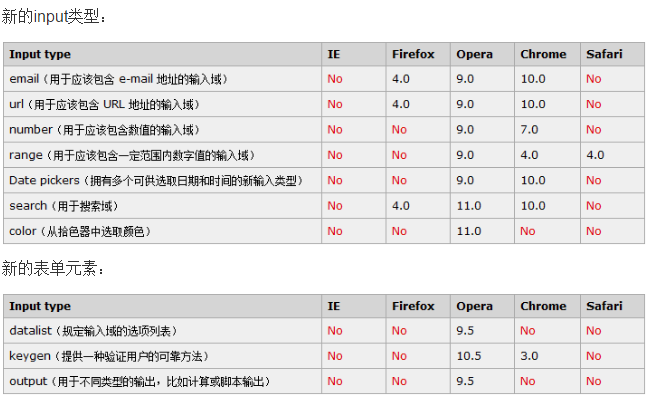 新的input类型：
Input type IE Firefox Opera Chrome Safari
email（用于应该包含 e-mail 地址的输入域） No 4.0 9.0 10.0 No
url（用于应该包含 URL 地址的输入域） No 4.0 9.0 10.0 No
number（用于应该包含数值的输入域） No No 9.0 7.0 No
range（用于应该包含一定范围内数字值的输入域） No No 9.0 4.0 4.0
Date pickers（拥有多个可供选取日期和时间的新输入类型） No No 9.0 10.0 No
search（用于搜索域） No 4.0 11.0 10.0 No
color（从拾色器中选取颜色） No No 11.0 No No
新的表单元素：
Input type IE Firefox Opera Chrome Safari
datalist（规定输入域的选项列表） No No 9.5 No No
keygen（提供一种验证用户的可靠方法） No No 10.5 3.0 No
output（用于不同类型的输出，比如计算或脚本输出） No No 9.5 No No